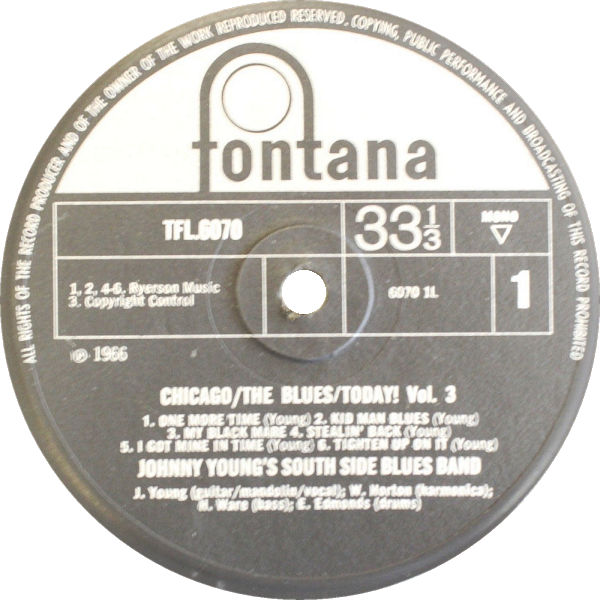 ALL RIGHTS OF THE RECORD PRODUCER AND OF THE OWNER OF THE WORK REPRODUCED RESERVED. COPYING, PUBLIC PERFORMANCE AND BROADCASTING OF THIS RECORD PROHIBITED
fontana
TFL.6070
33⅓
MONO
1, 2, 4-6. Ryerson Music
3. Copyright Control
6070 1L
1
℗ 1966
CHICAGO/THE BLUES/TODAY! Vol. 3
1. ONE MORE TIME (Young) 2. KID MAN BLUES (Young)
3. MY BLACK MARE 4. STEALIN' BACK (Young)
5. I GOT MINE IN TIME (Young) 6. TIGHTEN UP ON IT (Young)
JOHNNY YOUNG'S SOUTH SIDE BLUES BAND
J. Young (guitar/mandolin/vocal); W. Horton (harmonica);
H. Ware (bass); E. Edmonds (drums)